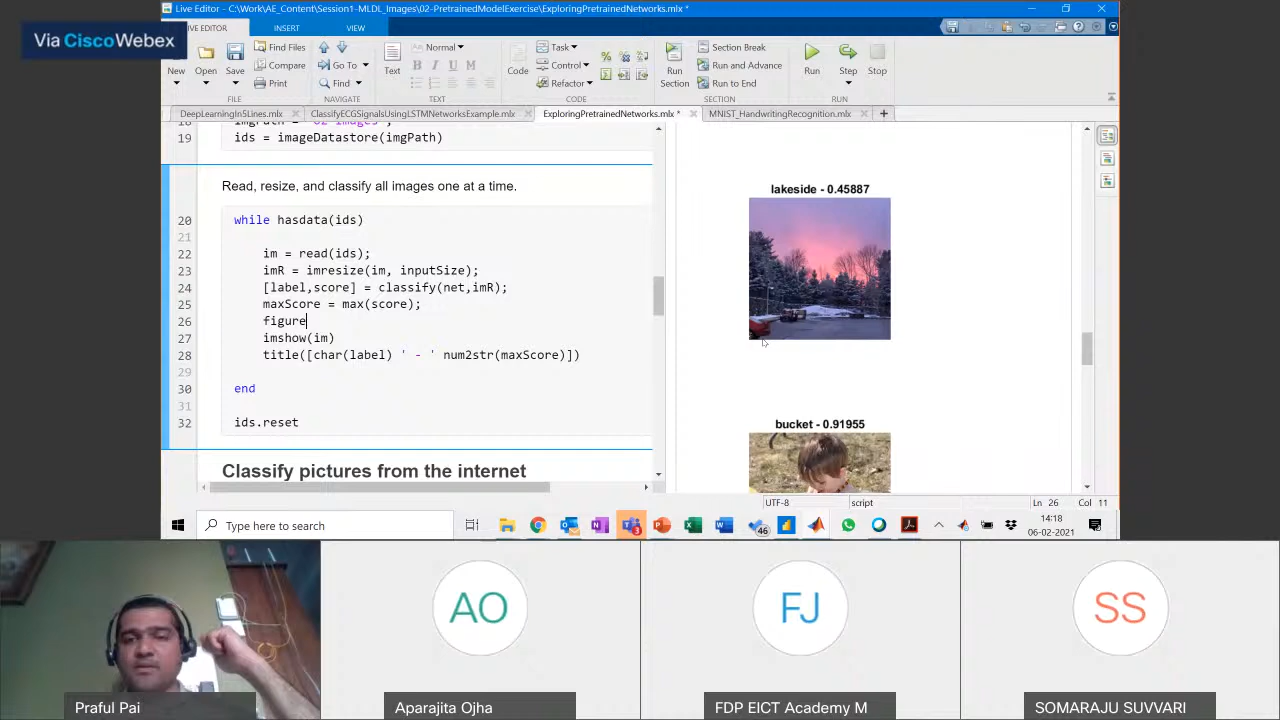 Live Editor - C:\Work\AE_Content\Session1-MLDL_Images\02-PretrainedModelExercise\ExploringPretrainedNetworks.mlx *
Via Cisco Webex
LIVE EDITOR INSERT VIEW
New Open Save
Find Files
Compare
Print
FILE
Go To
Find
NAVIGATE
Text
Normal
B I U M
TEXT
Code
Task
Control
Refactor
CODE
Run Section
Section Break
Run and Advance
Run to End
SECTION
Run Step Stop
RUN
DeepLearningIn5Lines.mlx ClassifyECGSignalsUsingLSTMNetworksExample.mlx ExploringPretrainedNetworks.mlx * MNIST_HandwritingRecognition.mlx
19 ids = imageDatastore(imgPath)
Read, resize, and classify all images one at a time.
20 while hasdata(ids)
21
22 im = read(ids);
23 imR = imresize(im, inputSize);
24 [label,score] = classify(net,imR);
25 maxScore = max(score);
26 figure
27 imshow(im)
28 title([char(label) ' - ' num2str(maxScore)])
29
30 end
31
32 ids.reset
Classify pictures from the internet
lakeside - 0.45887
bucket - 0.91955
UTF-8 script Ln 26 Col 11
Type here to search
46
3
14:18
06-02-2021
AO
FJ
SS
Praful Pai
Aparajita Ojha
FDP EICT Academy M
SOMARAJU SUVVARI